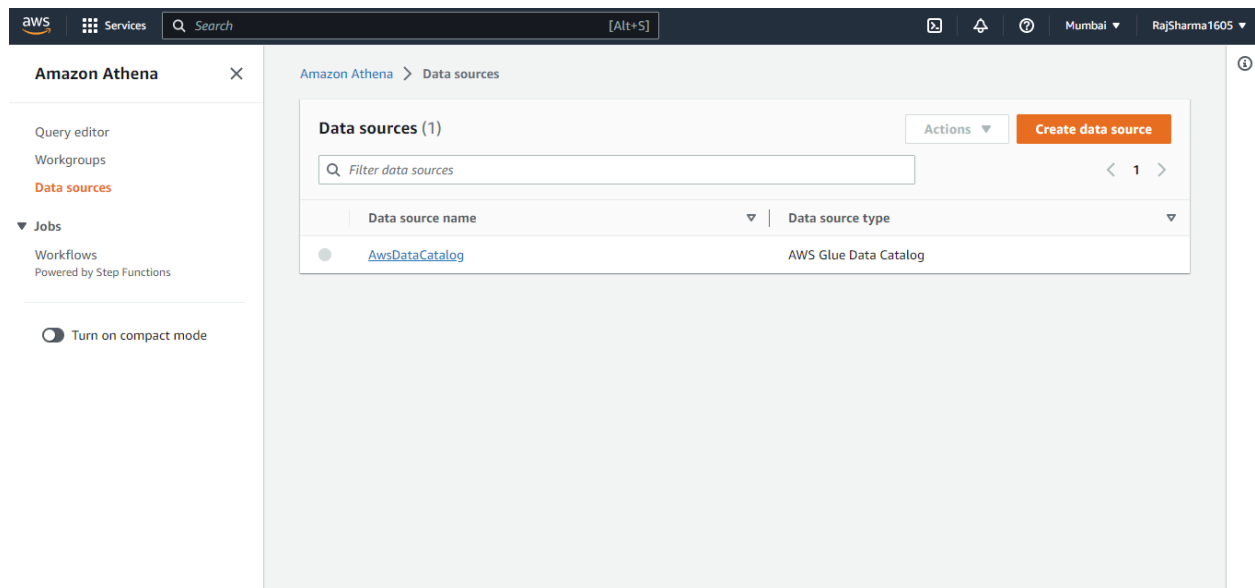 aws Services Search [Alt+S] Mumbai RajSharma1605
Amazon Athena
Query editor
Workgroups
Data sources
Jobs
Workflows
Powered by Step Functions
Turn on compact mode
Amazon Athena > Data sources
Data sources (1) Actions Create data source
Filter data sources < 1 >
Data source name Data source type
AwsDataCatalog AWS Glue Data Catalog